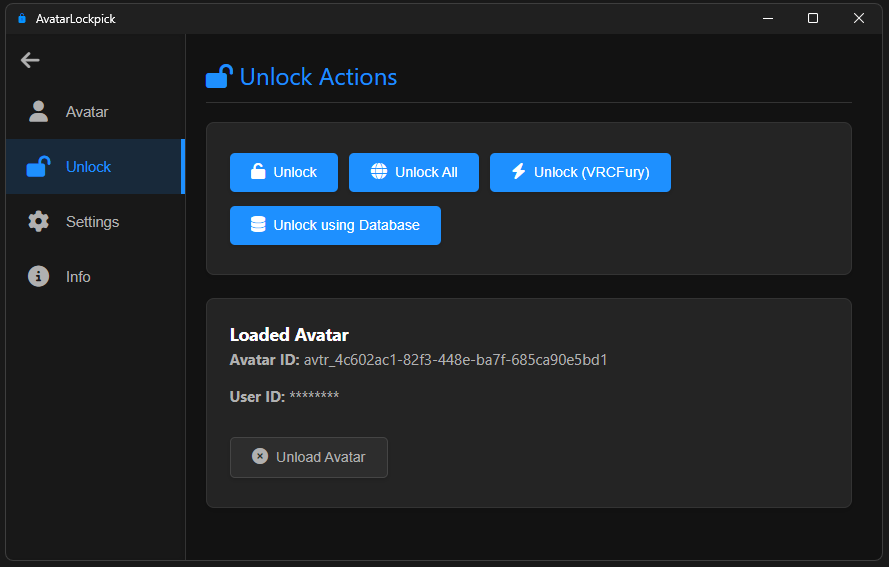 AvatarLockpick
Avatar
Unlock
Settings
Info
Unlock Actions
Unlock
Unlock All
Unlock (VRCFury)
Unlock using Database
Loaded Avatar
Avatar ID: avtr_4c602ac1-82f3-448e-ba7f-685ca90e5bd1
User ID: ********
Unload Avatar